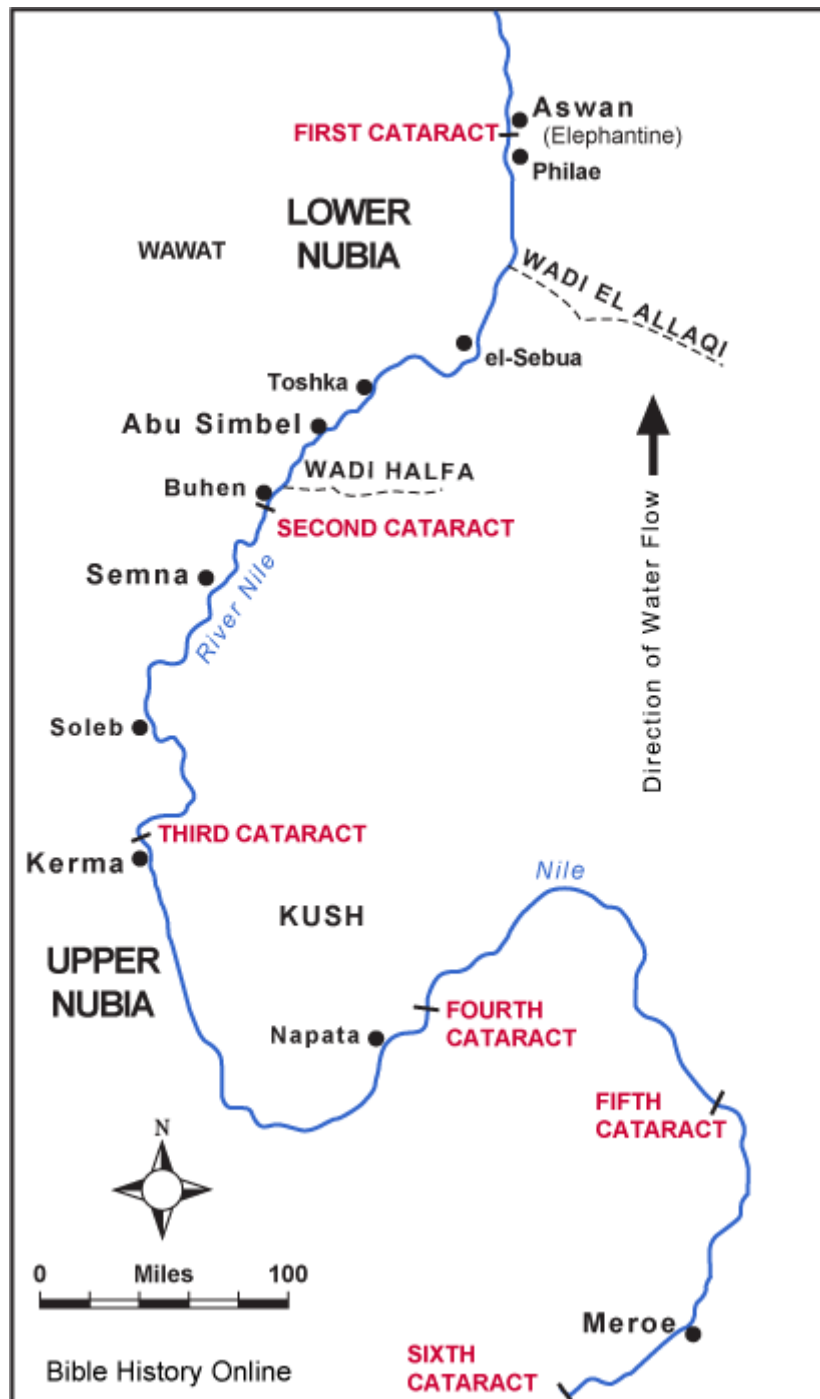 Aswan
(Elephantine)
FIRST CATARACT
Philae
LOWER
NUBIA
WAWAT
WADI EL ALLAQI
el-Sebua
Toshka
Abu Simbel
WADI HALFA
Buhen
SECOND CATARACT
Semna
River Nile
Direction of Water Flow
Soleb
THIRD CATARACT
Kerma
Nile
KUSH
UPPER
NUBIA
FOURTH
CATARACT
Napata
FIFTH
CATARACT
N
0 Miles 100
Meroe
SIXTH
CATARACT
Bible History Online